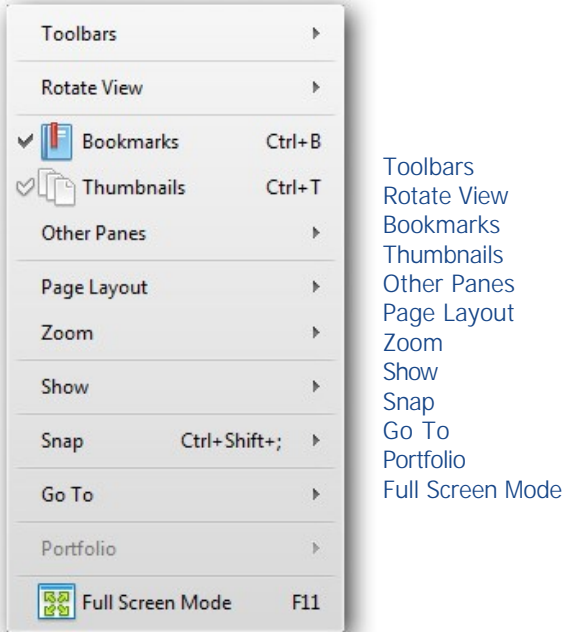 Toolbars
Rotate View
Bookmarks Ctrl+B
Thumbnails Ctrl+T
Other Panes
Page Layout
Zoom
Show
Snap Ctrl+Shift+;
Go To
Portfolio
Full Screen Mode F11
Toolbars
Rotate View
Bookmarks
Thumbnails
Other Panes
Page Layout
Zoom
Show
Snap
Go To
Portfolio
Full Screen Mode